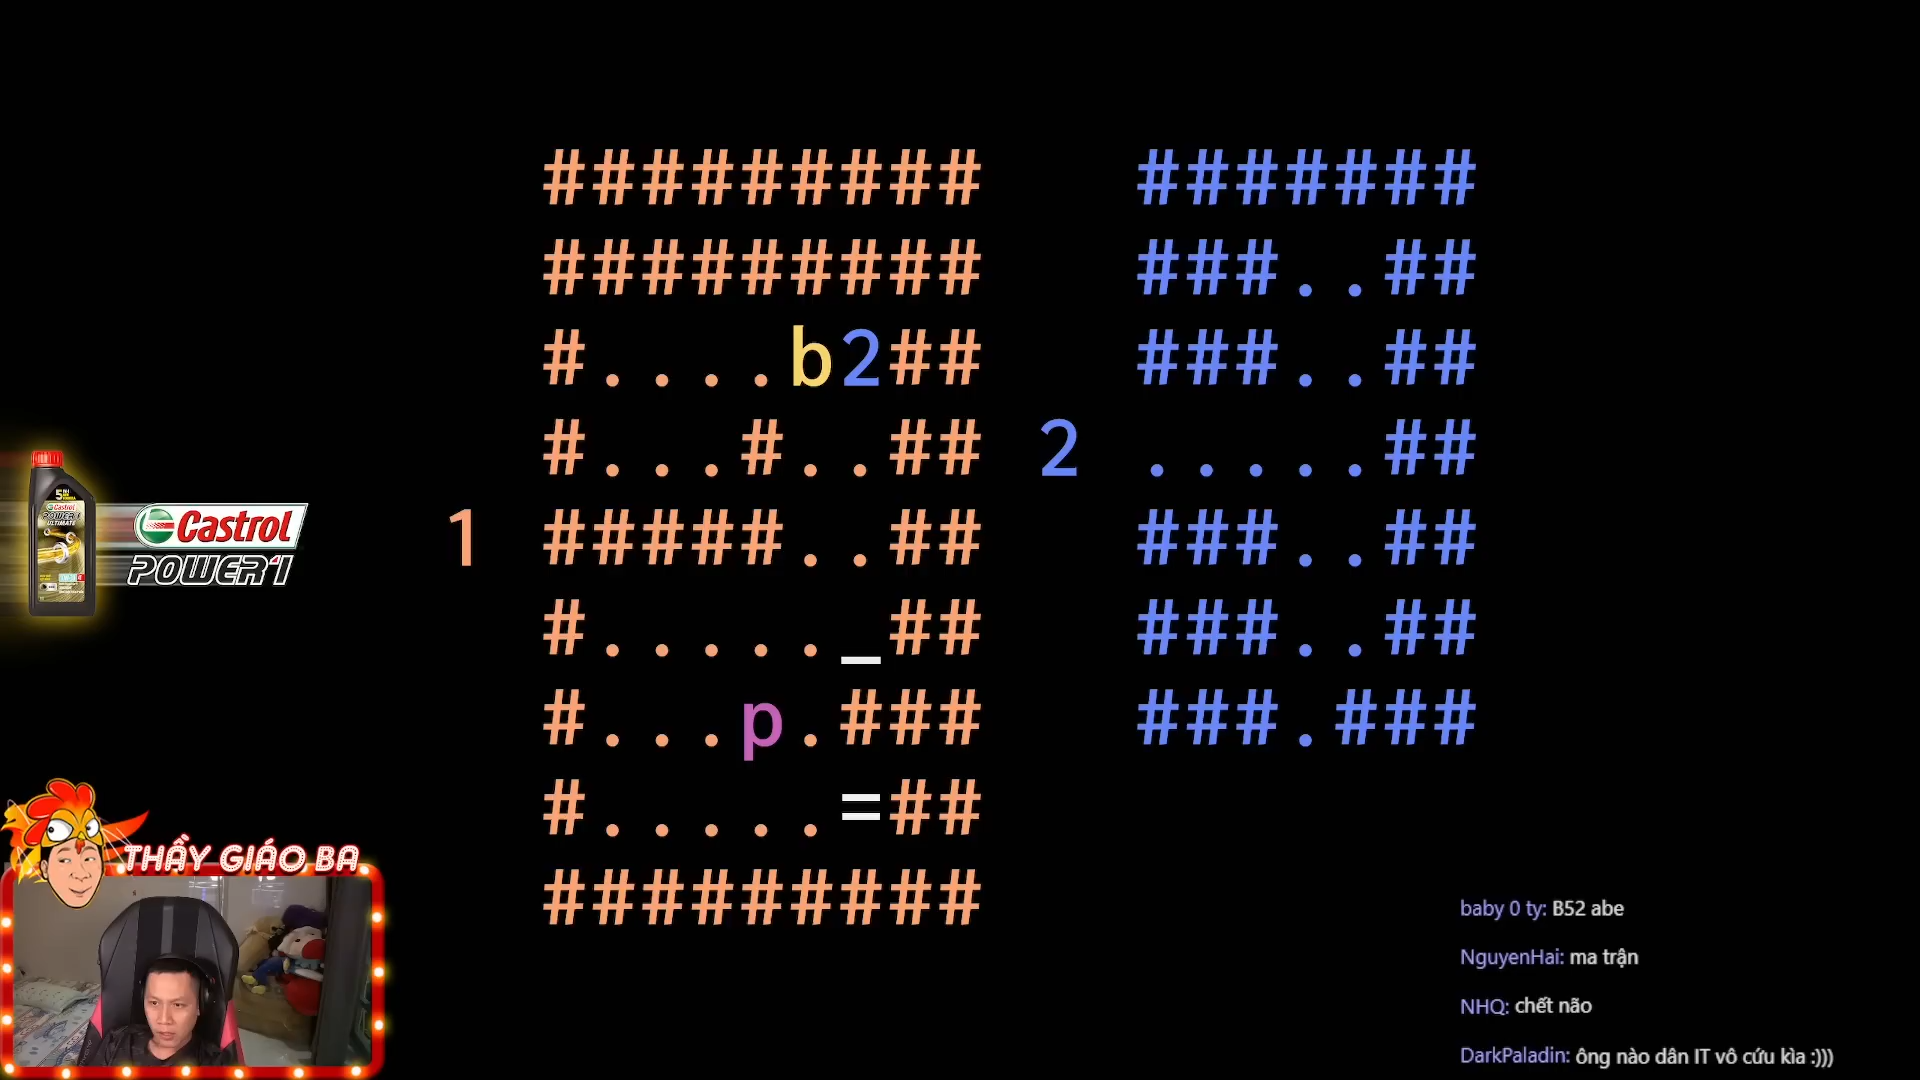 ######### #######
######### ###..##
#....b2## ###..##
#...#..## 2 .....##
1 #####..## ###..##
#....._## ###..##
#...p.### ###.###
#.....=##
#########
Castrol
POWER1
THẦY GIÁO BA
baby 0 ty: B52 abe
NguyenHai: ma trận
NHQ: chết não
DarkPaladin: ông nào dân IT vô cứu kìa :)))